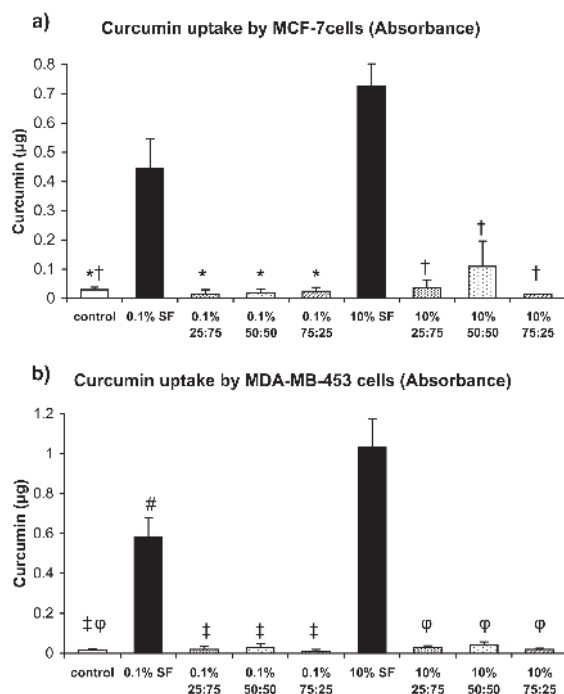 a)
Curcumin uptake by MCF-7cells (Absorbance)
Curcumin (µg)
0.8
0.7
0.6
0.5
0.4
0.3
0.2
0.1
0
*† * * * † † †
control 0.1% SF 0.1% 0.1% 0.1% 10% SF 10% 10% 10%
25:75 50:50 75:25 25:75 50:50 75:25
b)
Curcumin uptake by MDA-MB-453 cells (Absorbance)
Curcumin (µg)
1.2
1
0.8
0.6
0.4
0.2
0
#
‡φ ‡ ‡ ‡ φ φ φ
control 0.1% SF 0.1% 0.1% 0.1% 10% SF 10% 10% 10%
25:75 50:50 75:25 25:75 50:50 75:25